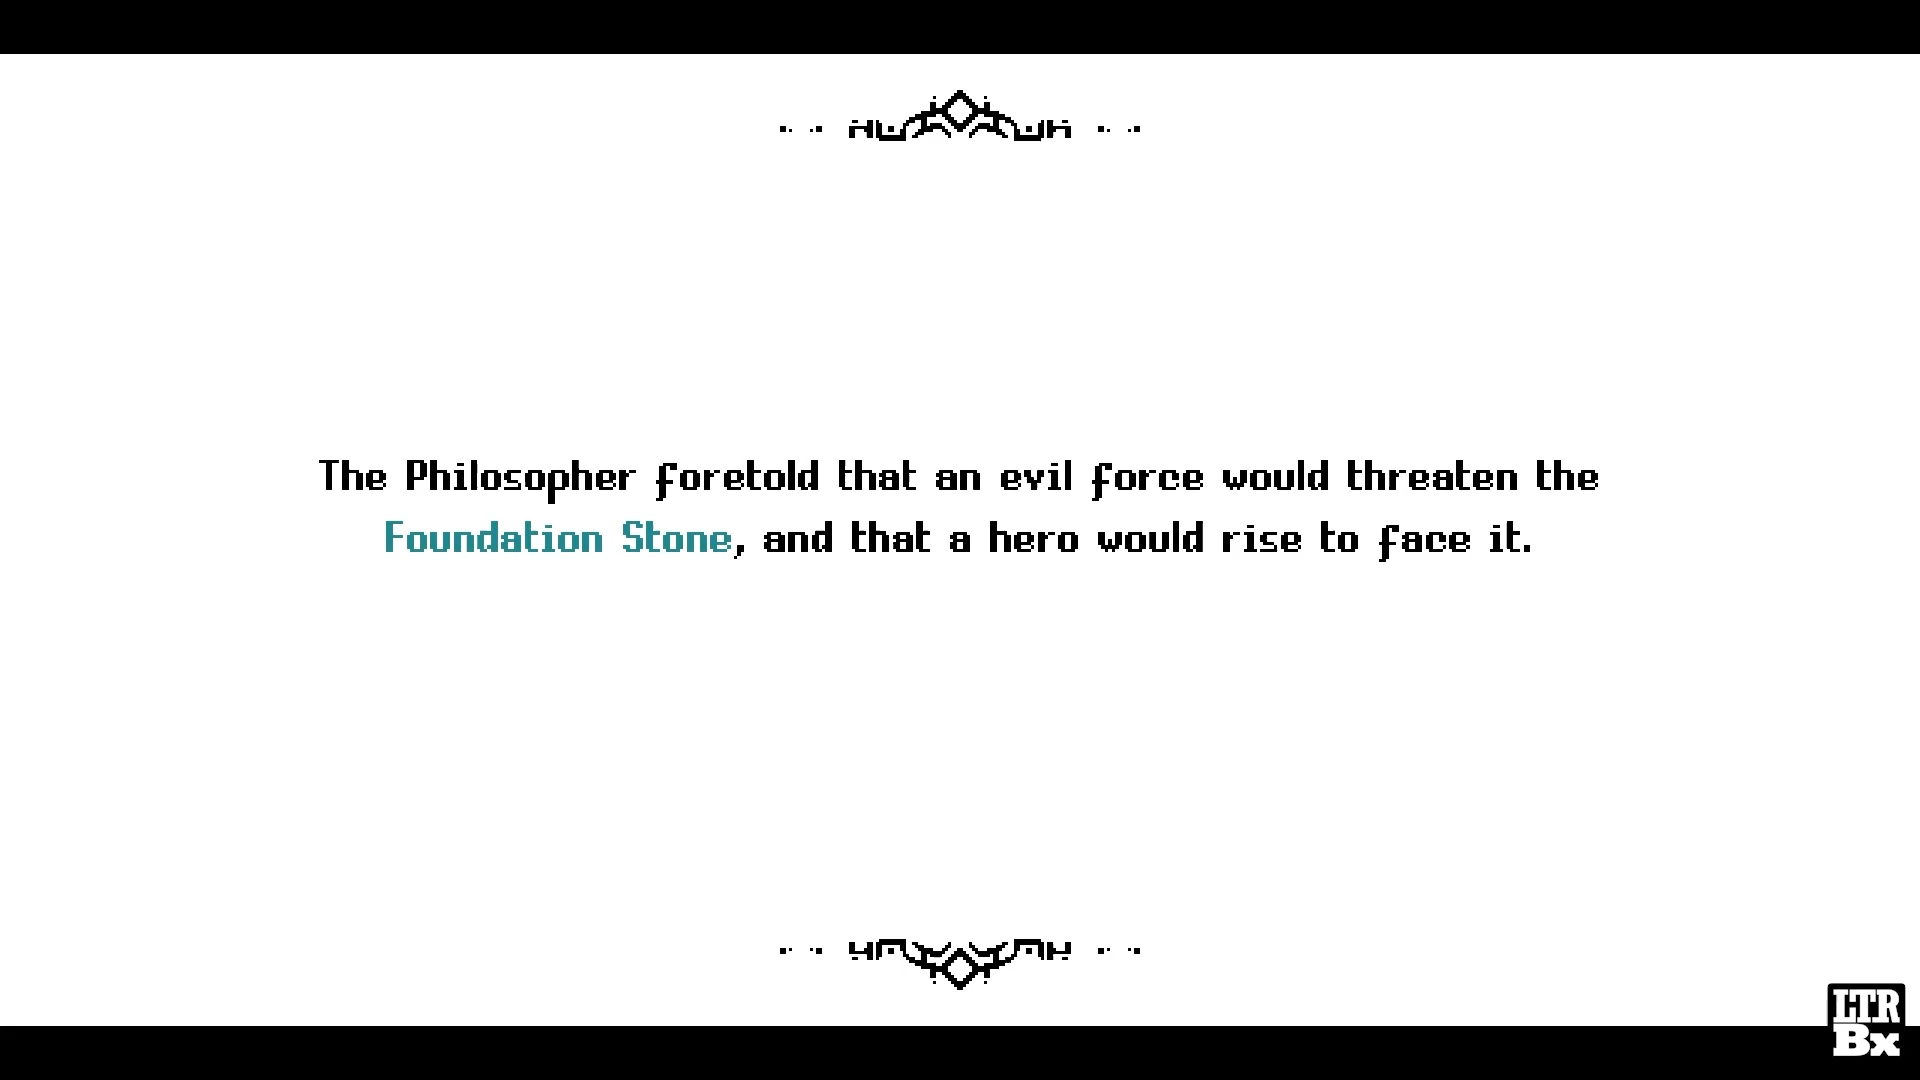 The Philosopher foretold that an evil force would threaten the
Foundation Stone, and that a hero would rise to face it.
LTR
Bx